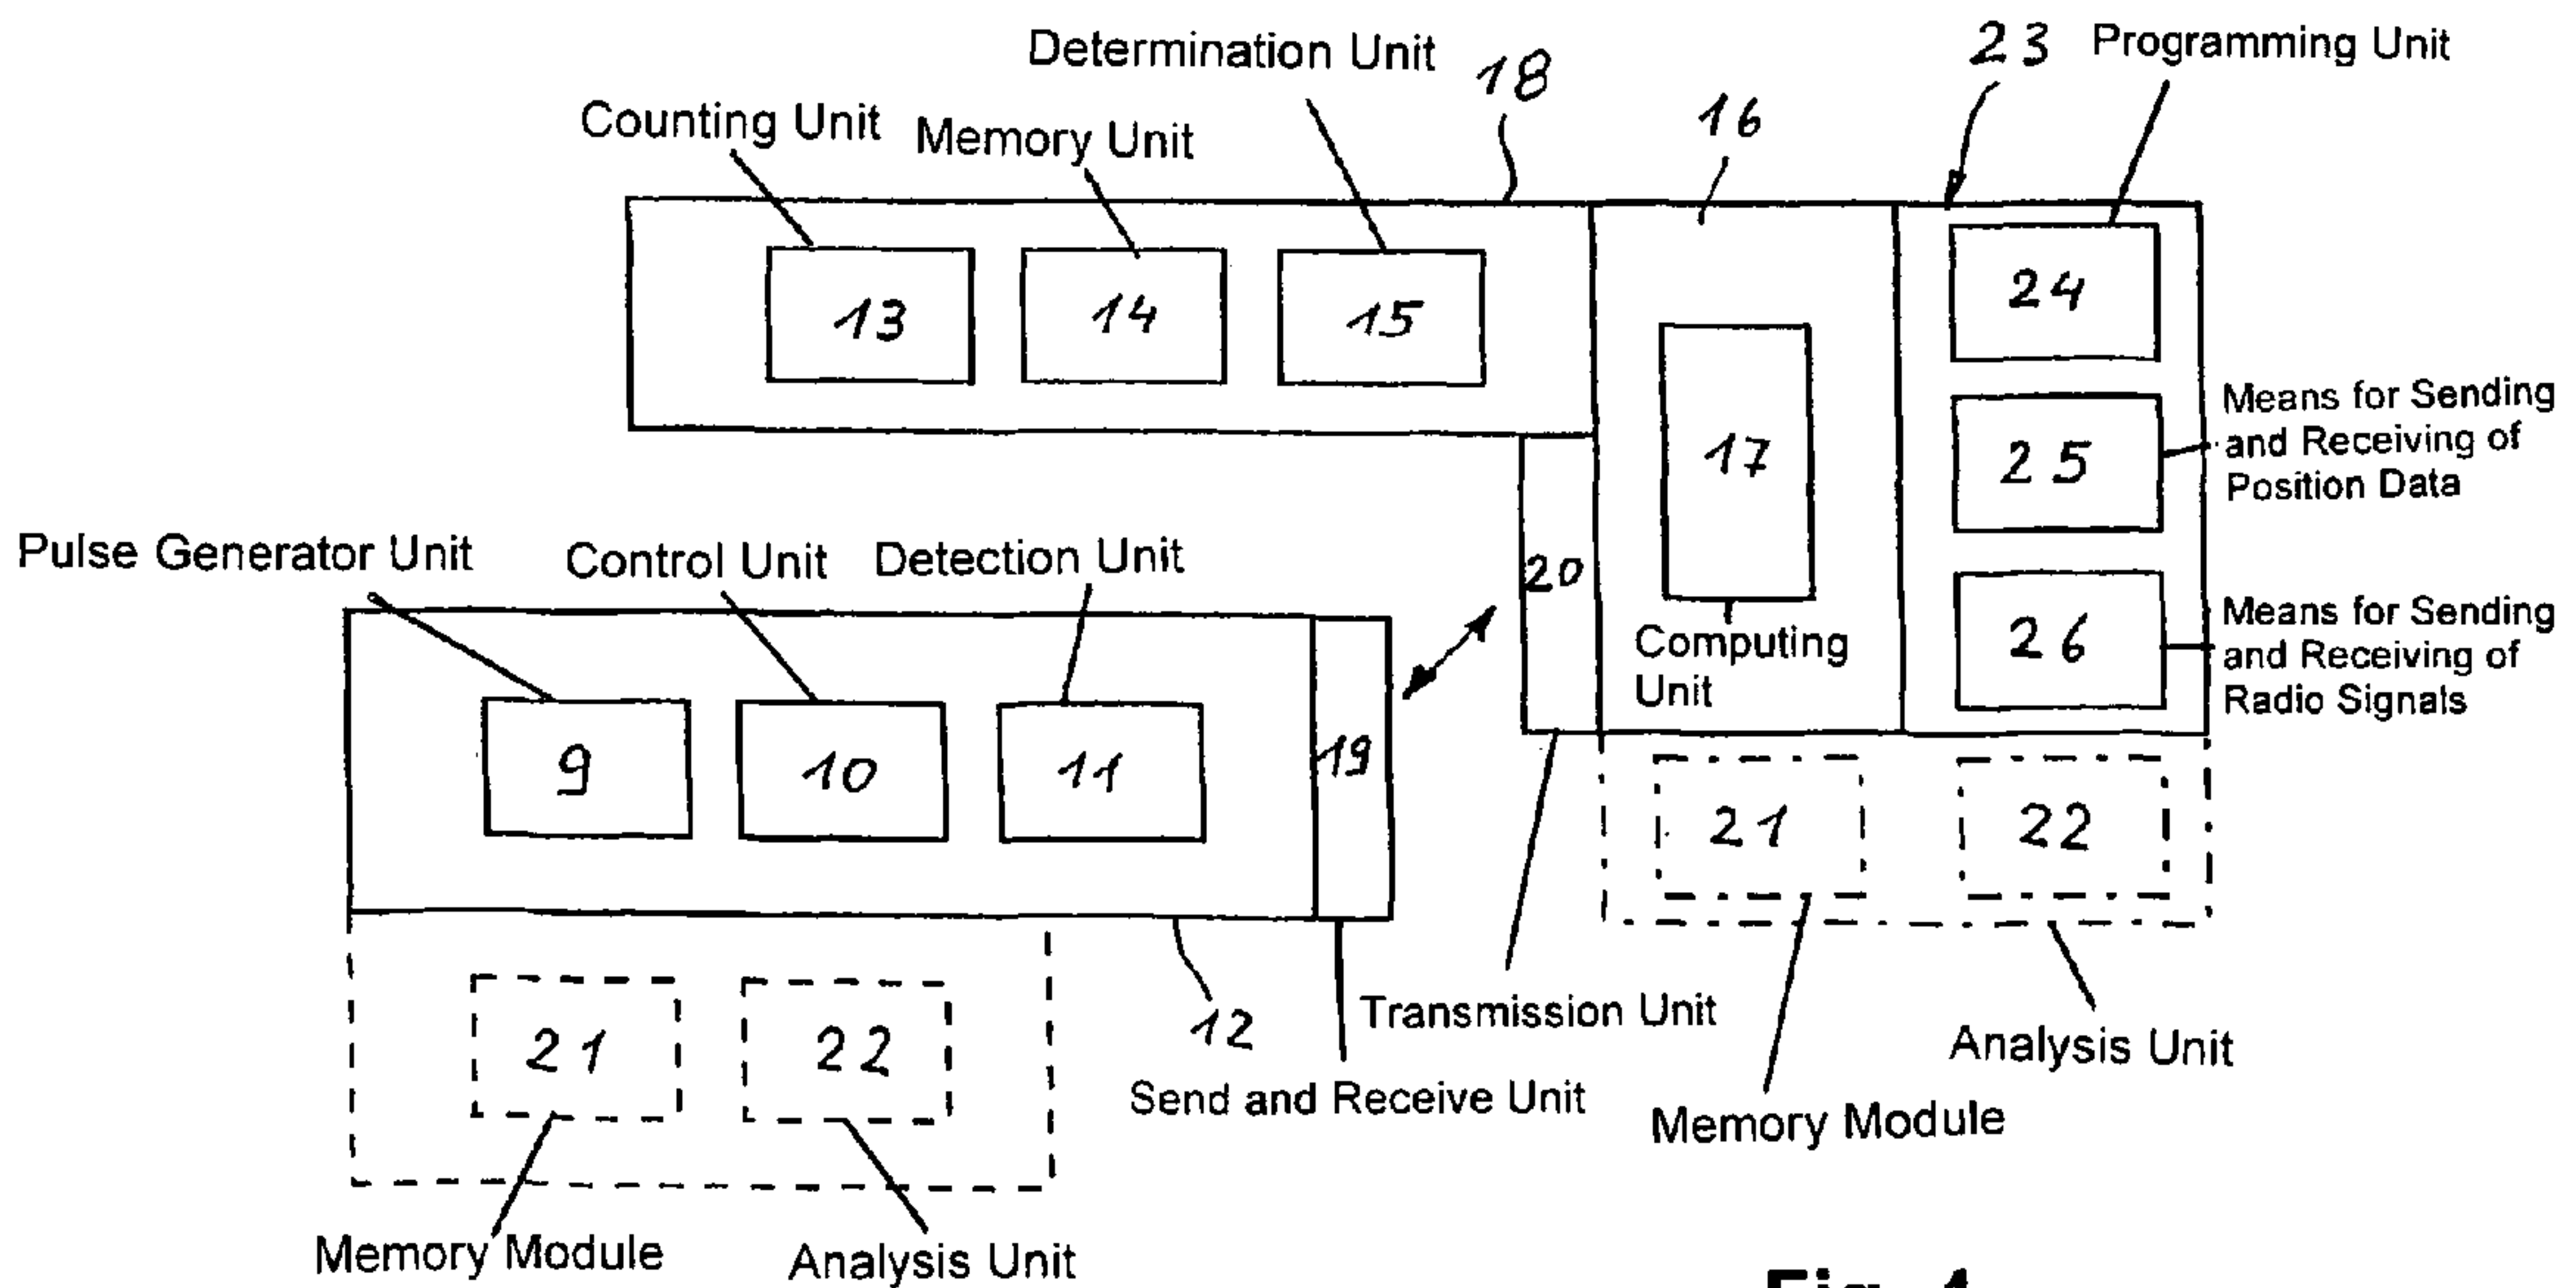 Determination Unit
18
23
Programming Unit
Counting Unit
Memory Unit
16
13
14
15
24
17
25
Means for Sending
and Receiving of
Position Data
20
26
Means for Sending
and Receiving of
Radio Signals
Computing
Unit
Pulse Generator Unit
Control Unit
Detection Unit
9
10
11
19
21
22
12
Transmission Unit
Analysis Unit
Send and Receive Unit
Memory Module
21
22
Memory Module
Analysis Unit